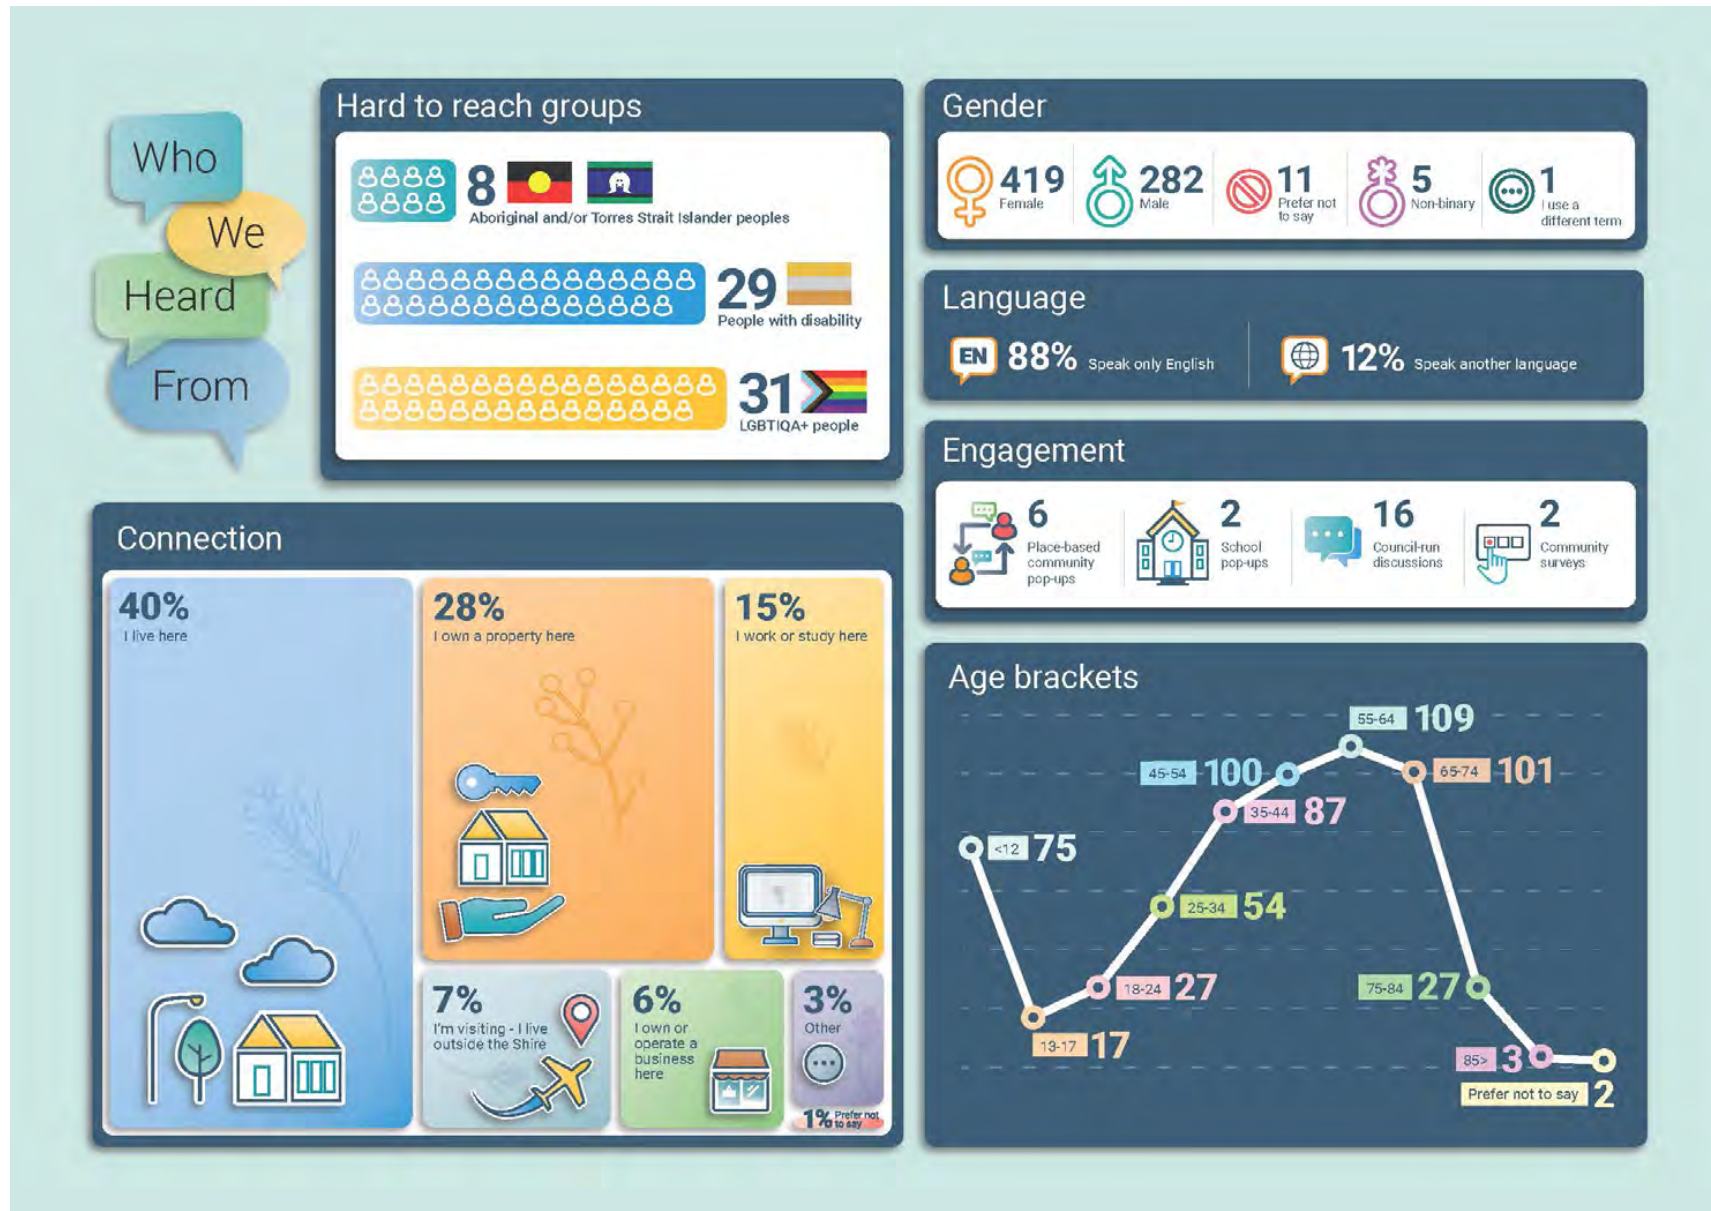 Who
We
Heard
From
Hard to reach groups
8
Aboriginal and/or Torres Strait Islander peoples
29
People with disability
31
LGBTIQA+ people
Gender
419
Female
282
Male
11
Prefer not
to say
5
Non-binary
1
I use a
different term
Language
EN 88% Speak only English
12% Speak another language
Engagement
6
Place-based
community
pop-ups
2
School
pop-ups
16
Council-run
discussions
2
Community
surveys
Connection
40%
I live here
28%
I own a property here
15%
I work or study here
7%
I'm visiting - I live
outside the Shire
6%
I own or
operate a
business
here
3%
Other
1% Prefer not
to say
Age brackets
<12 75
13-17 17
18-24 27
25-34 54
35-44 87
45-54 100
55-64 109
65-74 101
75-84 27
85> 3
Prefer not to say 2